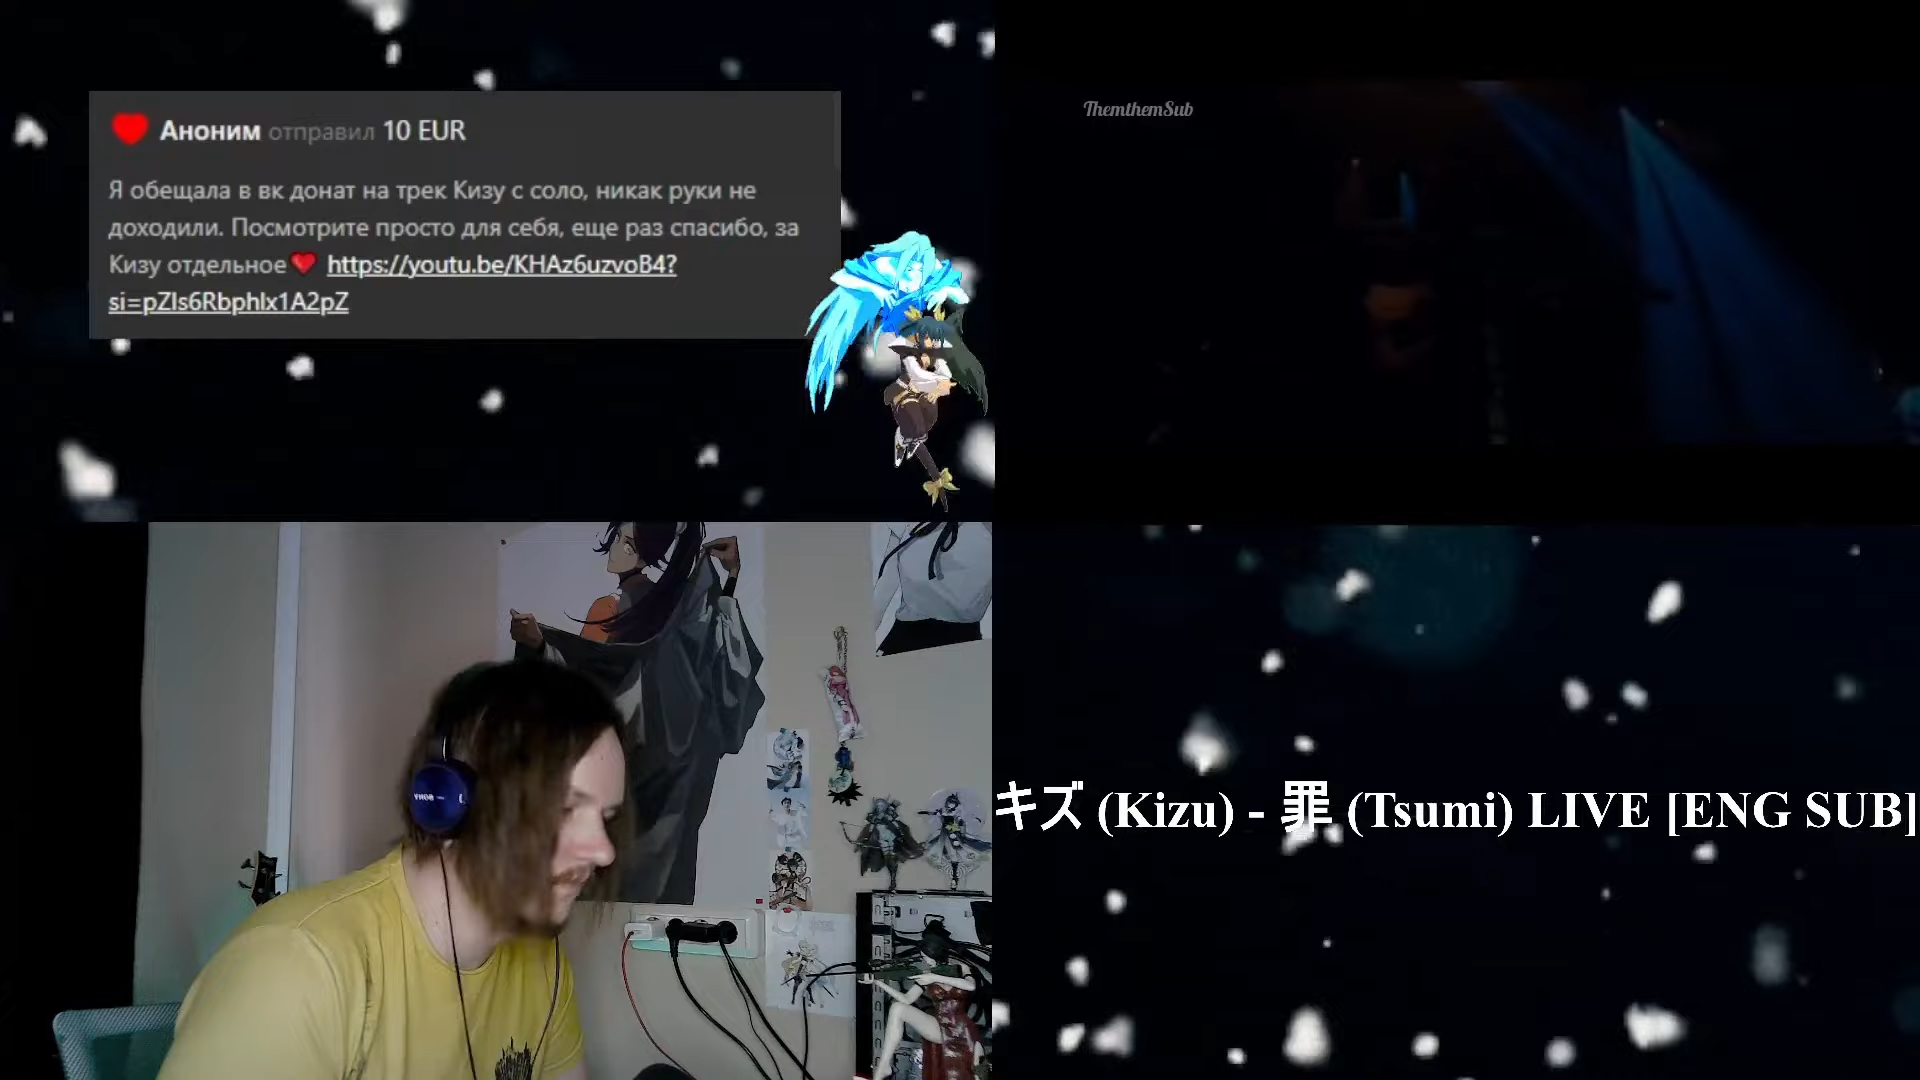 Аноним отправил 10 EUR
Я обещала в вк донат на трек Кизу с соло, никак руки не
доходили. Посмотрите просто для себя, еще раз спасибо, за
Кизу отдельное https://youtu.be/KHAz6uzvoB4?
si=pZIs6Rbphlx1A2pZ
ThemthemSub
SONY
キズ (Kizu) - 罪 (Tsumi) LIVE [ENG SUB]